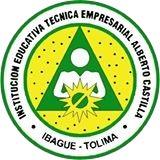 INSTITUCION EDUCATIVA TECNICA EMPRESARIAL ALBERTO CASTILLA
IBAGUE - TOLIMA